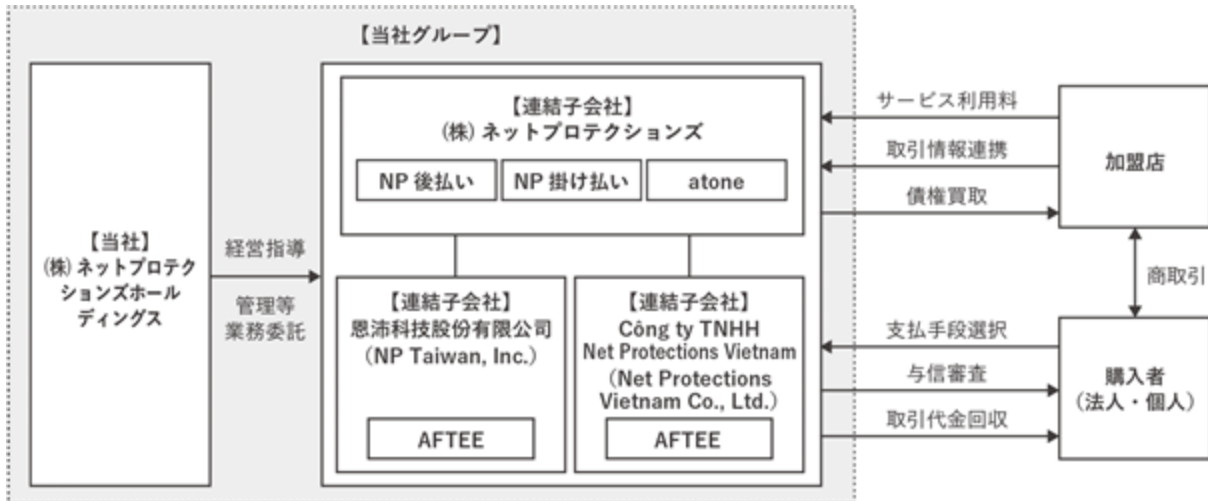 【当社グループ】
【当社】
(株) ネットプロテク
ションズホール
ディングス
経営指導
管理等
業務委託
【連結子会社】
(株) ネットプロテクションズ
NP 後払い
NP 掛け払い
atone
【連結子会社】
恩沛科技股份有限公司
（NP Taiwan, Inc.）
AFTEE
【連結子会社】
Công ty TNHH
Net Protections Vietnam
（Net Protections
Vietnam Co., Ltd.）
AFTEE
サービス利用料
取引情報連携
債権買取
加盟店
商取引
支払手段選択
与信審査
取引代金回収
購入者
（法人・個人）